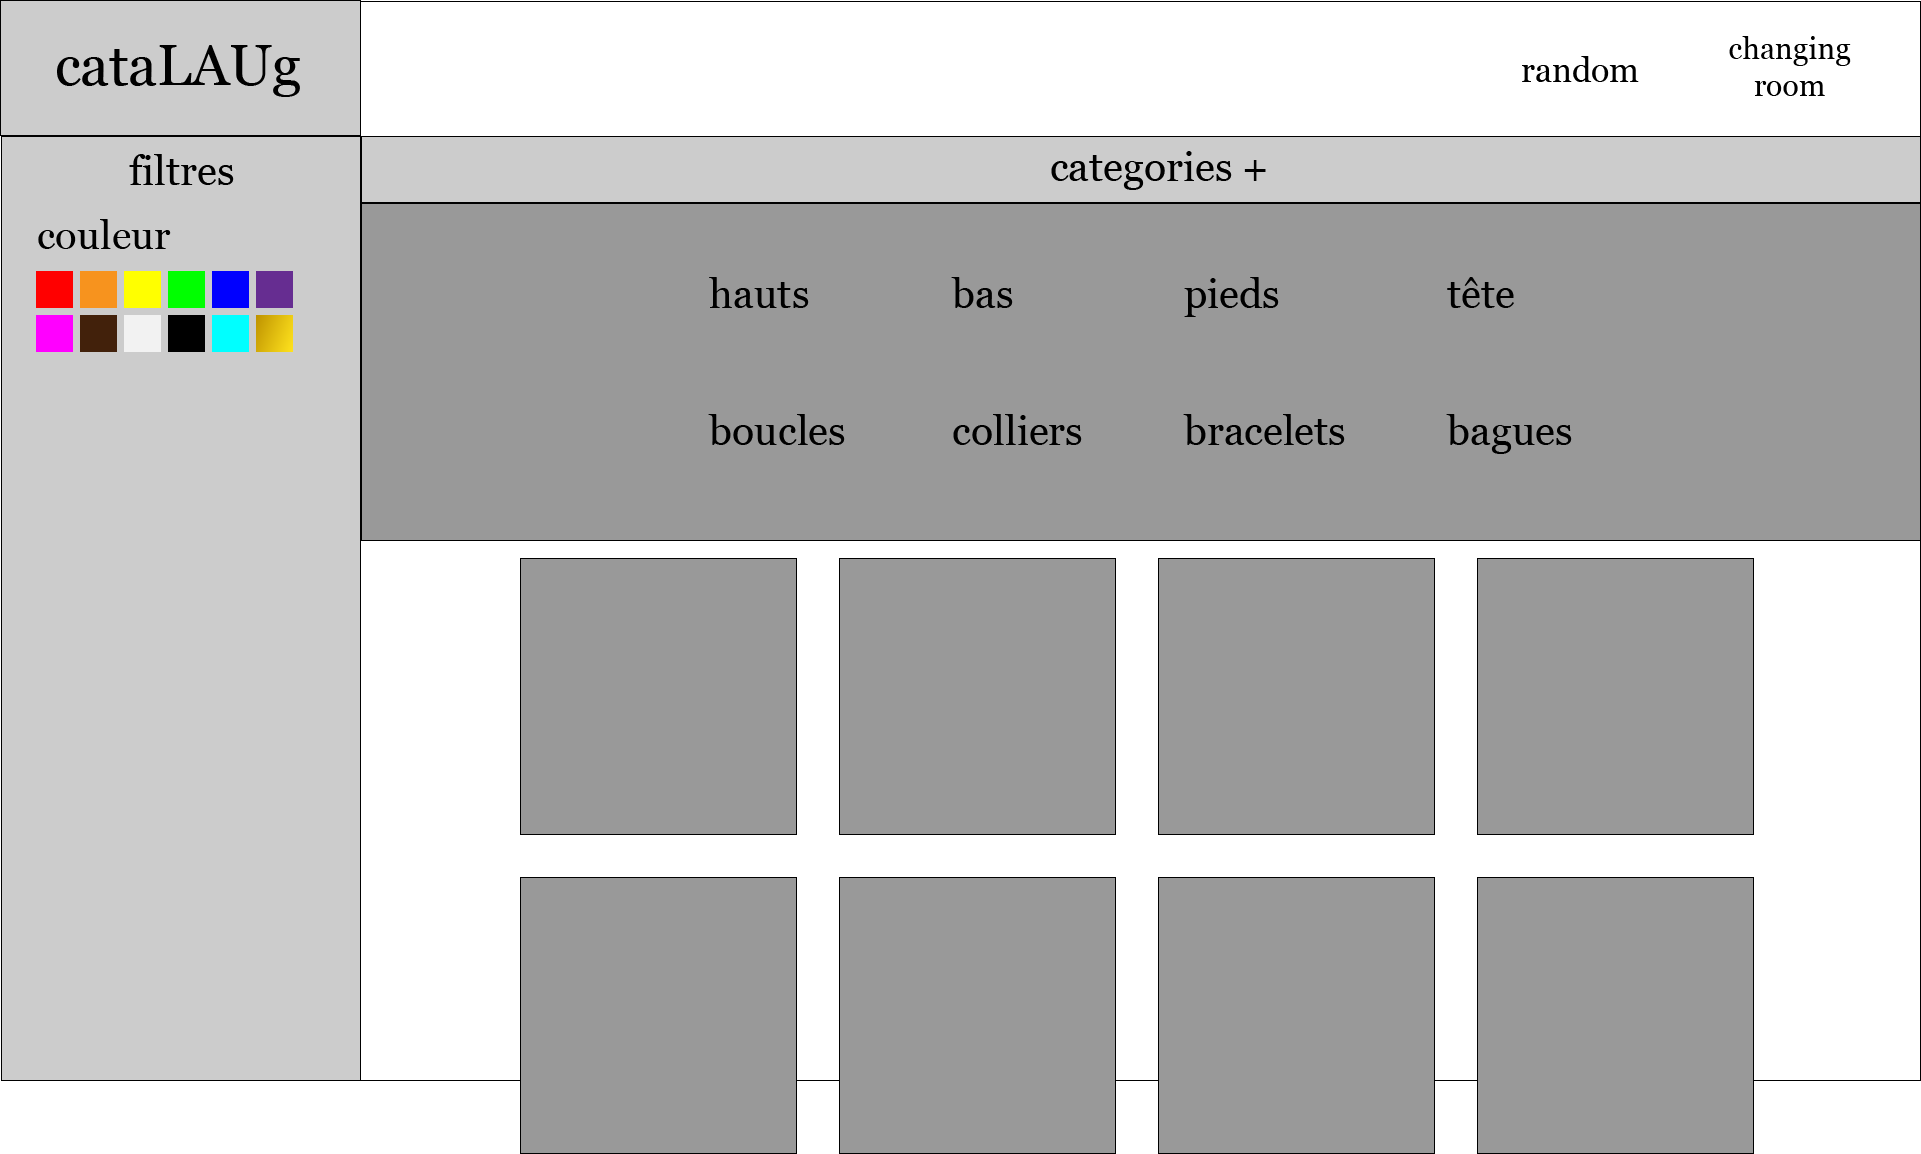 cataLAUg
random
changing
room
filtres
categories +
couleur
hauts bas pieds tête
boucles colliers bracelets bagues